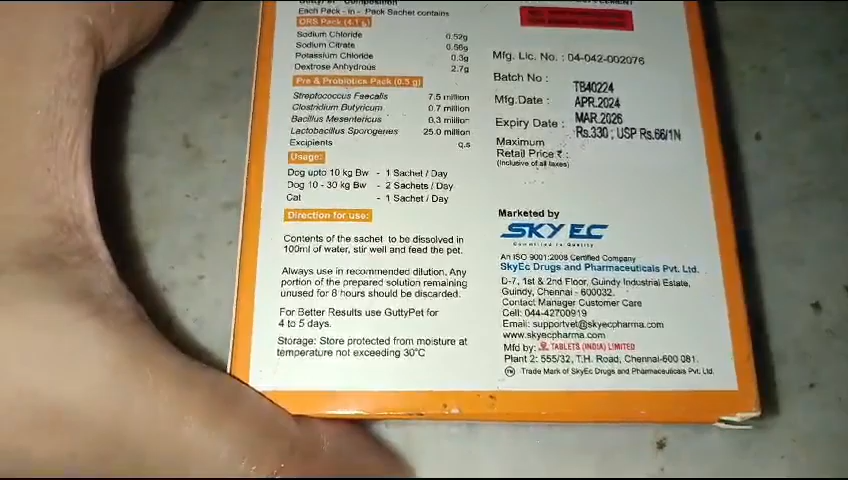 GuttyPet - Composition
Each Pack - in - Pack Sachet contains
ORS Pack (4.1 g)
Sodium Chloride 0.52g
Sodium Citrate 0.56g
Potassium Chloride 0.3g
Dextrose Anhydrous 2.7g
Pre & Probiotics Pack (0.5 g)
Streptococcus Faecalis 7.5 million
Clostridium Butyricum 0.7 million
Bacillus Mesentericus 0.3 million
Lactobacillus Sporogenes 25.0 million
Excipients q.s
Usage:
Dog upto 10 kg Bw - 1 Sachet / Day
Dog 10 - 30 kg Bw - 2 Sachets / Day
Cat - 1 Sachet / Day
Direction for use:
Contents of the sachet to be dissolved in
100ml of water, stir well and feed the pet.
Always use in recommended dilution. Any
portion of the prepared solution remaining
unused for 8 hours should be discarded.
For Better Results use GuttyPet for
4 to 5 days.
Storage: Store protected from moisture at
temperature not exceeding 30°C
Mfg. Lic. No. : 04-042-002076
Batch No : TB40224
Mfg.Date : APR.2024
Expiry Date : MAR.2026
Rs.330 ; USP Rs.66/1N
Maximum
Retail Price ₹ :
(Inclusive of all taxes)
Marketed by
SKYEC
Committed to Quality
An ISO 9001:2008 Certified Company
SkyEc Drugs and Pharmaceuticals Pvt. Ltd.
D-7, 1st & 2nd Floor, Guindy Industrial Estate,
Guindy, Chennai - 600032.
Contact Manager Customer Care
Cell: 044-42700919
Email: supportvet@skyecpharma.com
www.skyecpharma.com
Mfd by: TABLETS (INDIA) LIMITED
Plant 2: 555/32, T.H. Road, Chennai-600 081.
TM Trade Mark of SkyEc Drugs and Pharmaceuticals Pvt. Ltd.